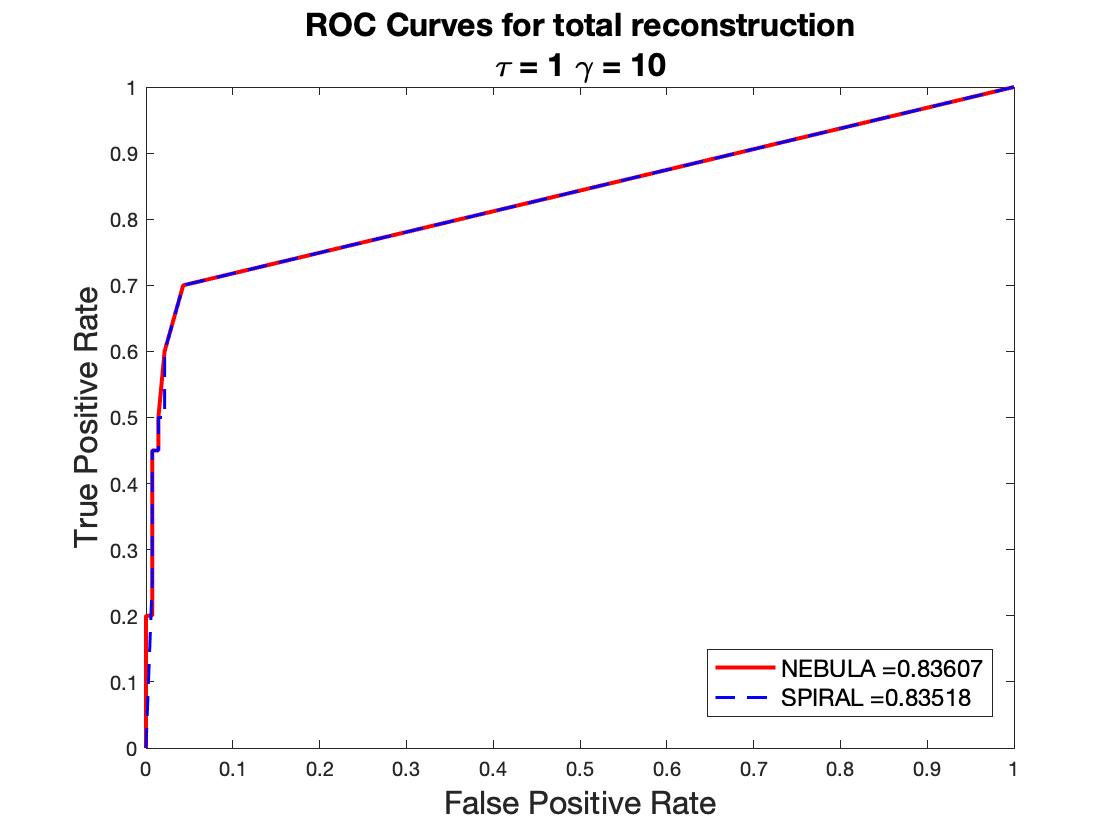 ROC Curves for total reconstruction
τ = 1 γ = 10
True Positive Rate
1
0.9
0.8
0.7
0.6
0.5
0.4
0.3
0.2
0.1
0
NEBULA =0.83607
SPIRAL =0.83518
0 0.1 0.2 0.3 0.4 0.5 0.6 0.7 0.8 0.9 1
False Positive Rate